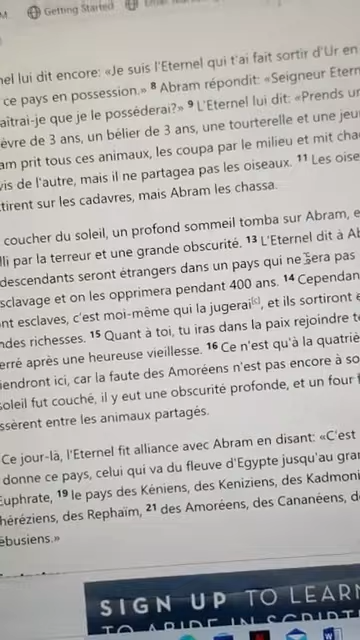 Getting Started
nel lui dit encore: «Je suis l'Eternel qui t'ai fait sortir d'Ur en
ce pays en possession.» 8 Abram répondit: «Seigneur Etern
aîtrai-je que je le posséderai?» 9 L'Eternel lui dit: «Prends un
èvre de 3 ans, un bélier de 3 ans, une tourterelle et une jeu
am prit tous ces animaux, les coupa par le milieu et mit cha
vis de l'autre, mais il ne partagea pas les oiseaux. 11 Les oise
ttirent sur les cadavres, mais Abram les chassa.
coucher du soleil, un profond sommeil tomba sur Abram, e
lli par la terreur et une grande obscurité. 13 L'Eternel dit à Ab
descendants seront étrangers dans un pays qui ne sera pas
sclavage et on les opprimera pendant 400 ans. 14 Cependan
nt esclaves, c'est moi-même qui la jugerai[c], et ils sortiront
ndes richesses. 15 Quant à toi, tu iras dans la paix rejoindre t
erré après une heureuse vieillesse. 16 Ce n'est qu'à la quatriè
iendront ici, car la faute des Amoréens n'est pas encore à so
soleil fut couché, il y eut une obscurité profonde, et un four f
ssèrent entre les animaux partagés.
Ce jour-là, l'Eternel fit alliance avec Abram en disant: «C'est
donne ce pays, celui qui va du fleuve d'Egypte jusqu'au gran
Euphrate, 19 le pays des Kéniens, des Keniziens, des Kadmoni
héréziens, des Rephaïm, 21 des Amoréens, des Cananéens, d
ébusiens.»
SIGN UP TO LEARN
TO ABIDE IN SCRIPT